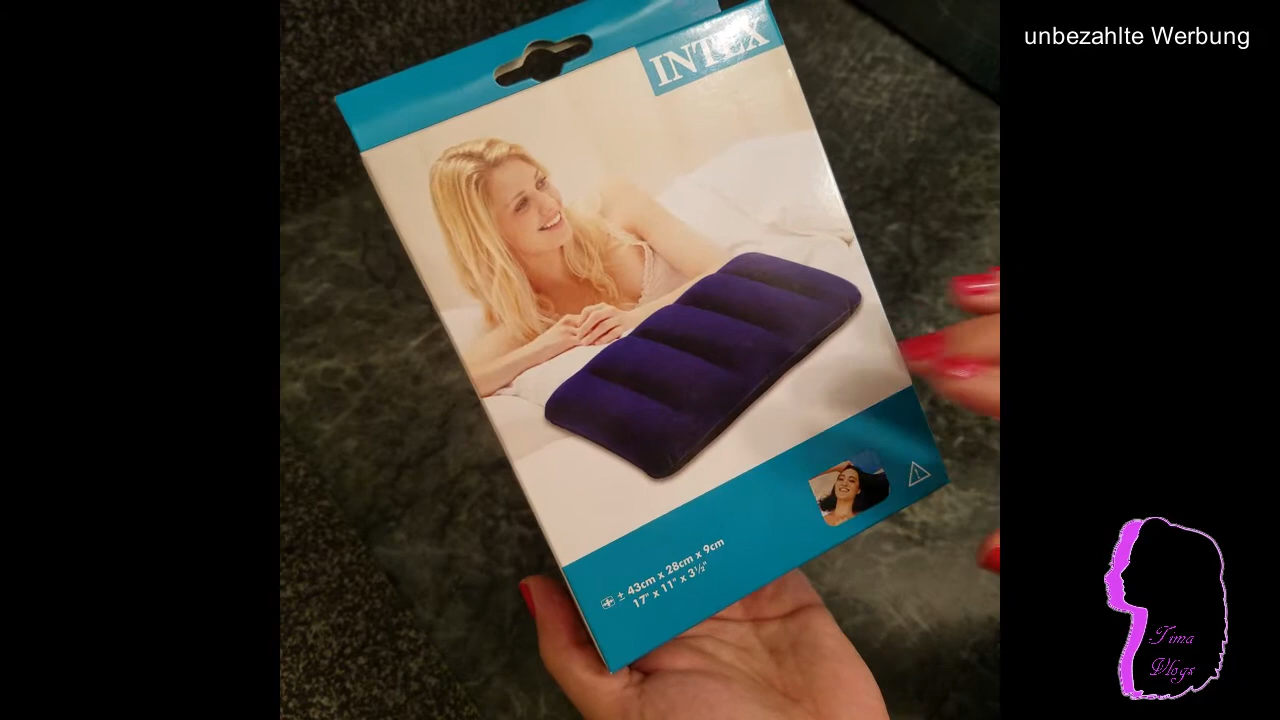 unbezahlte Werbung
INTEX
± 43cm x 28cm x 9cm
17" x 11" x 3½"
Tima
Vlogs